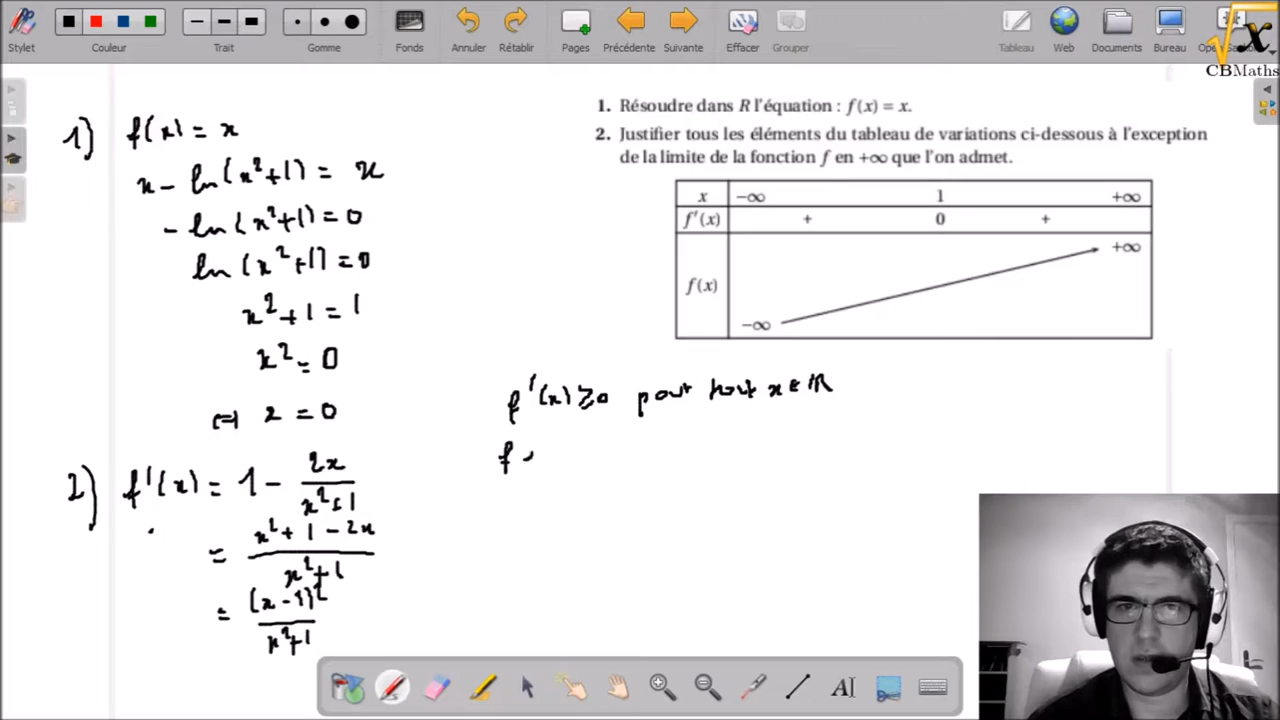 Stylet Couleur Trait Gomme Fonds Annuler Rétablir Pages Précédente Suivante Effacer Grouper Tableau Web Documents Bureau
CBMaths
1. Résoudre dans R l'équation : f(x) = x.
2. Justifier tous les éléments du tableau de variations ci-dessous à l'exception
de la limite de la fonction f en +∞ que l'on admet.
x −∞ 1 +∞
f'(x) + 0 +
f(x) −∞ +∞
1) f(x) = x
x - ln(x²+1) = x
- ln(x²+1) = 0
ln(x²+1) = 0
x²+1 = 1
x² = 0
⇔ x = 0
2) f'(x) = 1 - 2x/(x²+1)
= (x²+1-2x)/(x²+1)
= (x-1)²/(x²+1)
f'(x) ≥ 0 pour tout x ∈ ℝ
f
AI